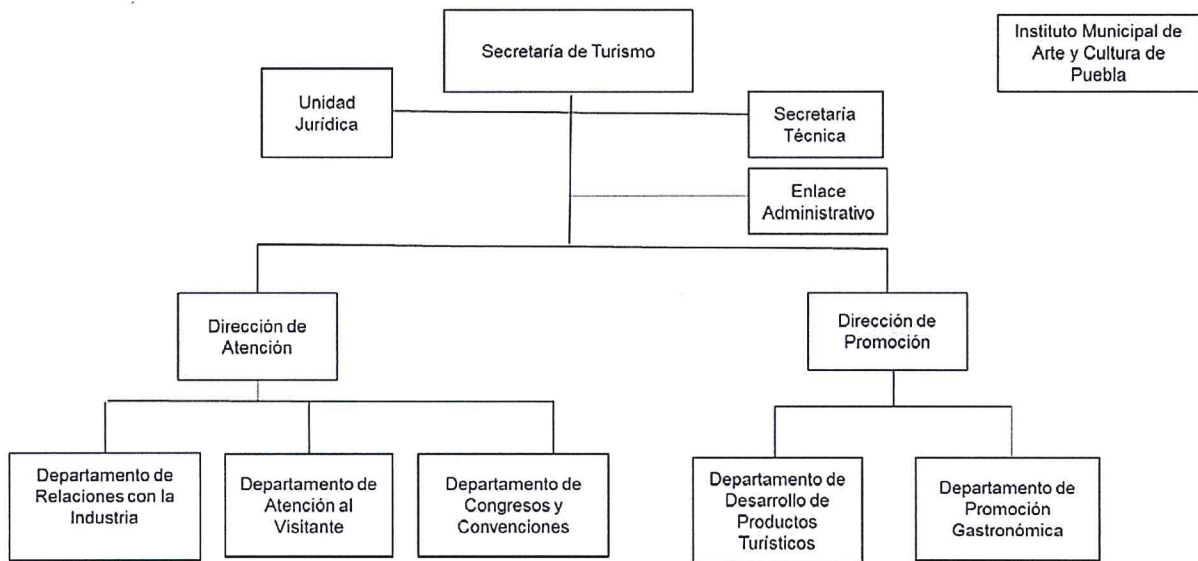 Secretaría de Turismo
Instituto Municipal de
Arte y Cultura de
Puebla
Unidad
Jurídica
Secretaría
Técnica
Enlace
Administrativo
Dirección de
Atención
Dirección de
Promoción
Departamento de
Relaciones con la
Industria
Departamento de
Atención al
Visitante
Departamento de
Congresos y
Convenciones
Departamento de
Desarrollo de
Productos
Turísticos
Departamento de
Promoción
Gastronómica